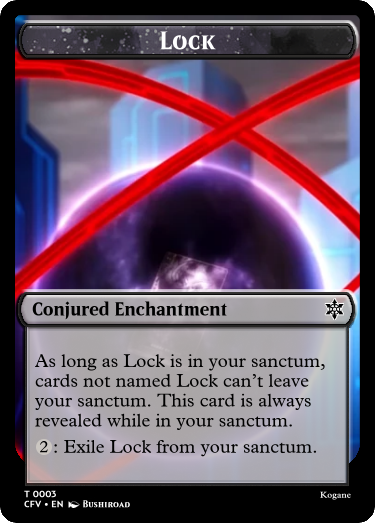 Lock
Conjured Enchantment
As long as Lock is in your sanctum,
cards not named Lock can't leave
your sanctum. This card is always
revealed while in your sanctum.
2: Exile Lock from your sanctum.
T 0003
Kogane
CFV • EN Bushiroad